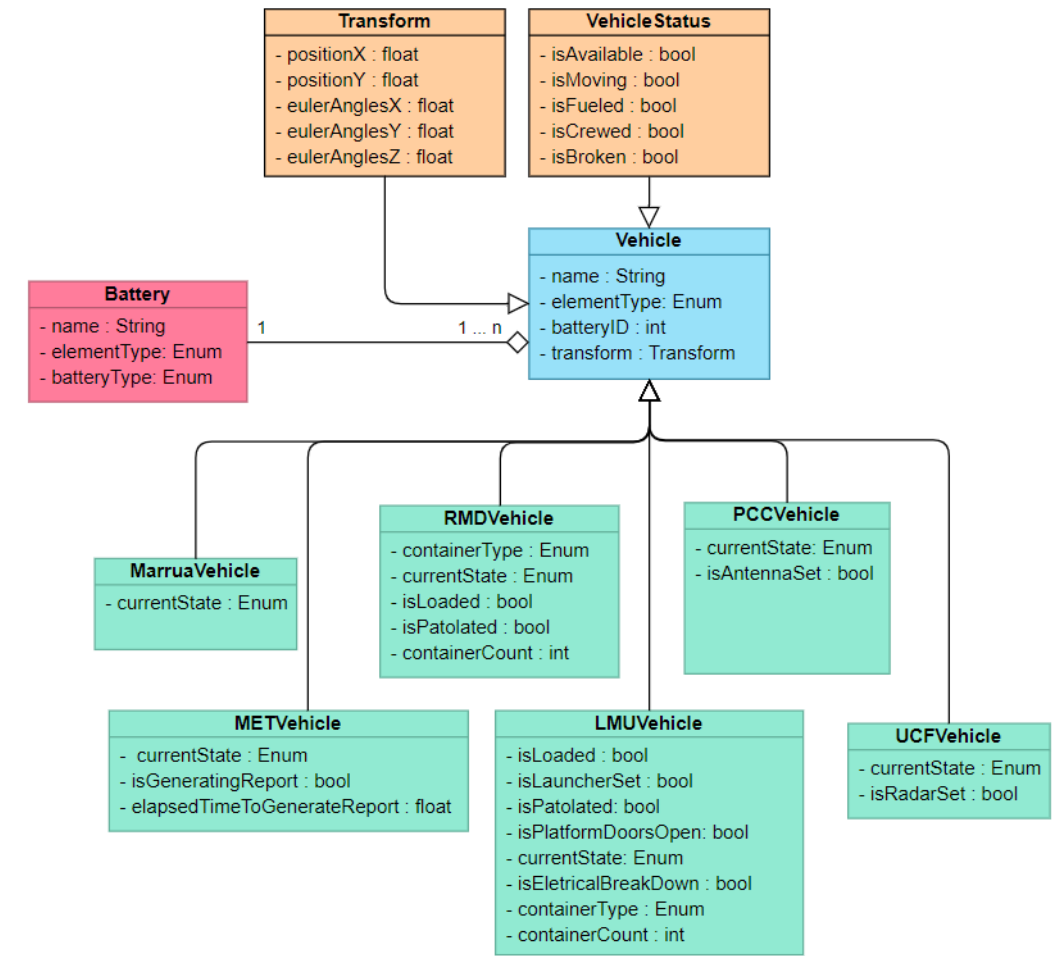 Transform
- positionX : float
- positionY : float
- eulerAnglesX : float
- eulerAnglesY : float
- eulerAnglesZ : float
VehicleStatus
- isAvailable : bool
- isMoving : bool
- isFueled : bool
- isCrewed : bool
- isBroken : bool
Vehicle
- name : String
- elementType: Enum
- batteryID : int
- transform : Transform
Battery
- name : String
- elementType: Enum
- batteryType: Enum
1
1 ... n
MarruaVehicle
- currentState : Enum
RMDVehicle
- containerType : Enum
- currentState : Enum
- isLoaded : bool
- isPatolated : bool
- containerCount : int
PCCVehicle
- currentState: Enum
- isAntennaSet : bool
METVehicle
- currentState : Enum
- isGeneratingReport : bool
- elapsedTimeToGenerateReport : float
LMUVehicle
- isLoaded : bool
- isLauncherSet : bool
- isPatolated: bool
- isPlatformDoorsOpen: bool
- currentState: Enum
- isEletricalBreakDown : bool
- containerType : Enum
- containerCount : int
UCFVehicle
- currentState : Enum
- isRadarSet : bool